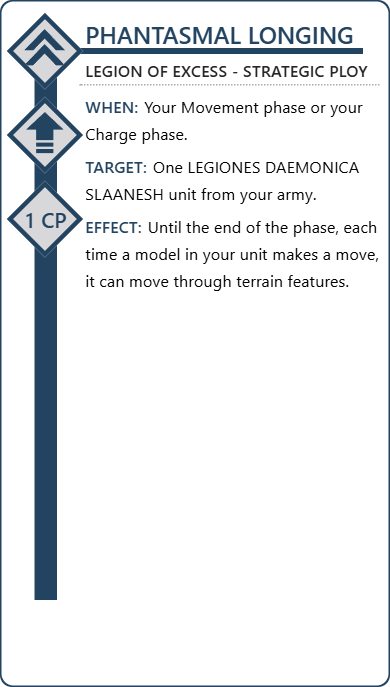 PHANTASMAL LONGING
LEGION OF EXCESS - STRATEGIC PLOY
WHEN: Your Movement phase or your
Charge phase.
TARGET: One LEGIONES DAEMONICA
SLAANESH unit from your army.
1 CP
EFFECT: Until the end of the phase, each
time a model in your unit makes a move,
it can move through terrain features.